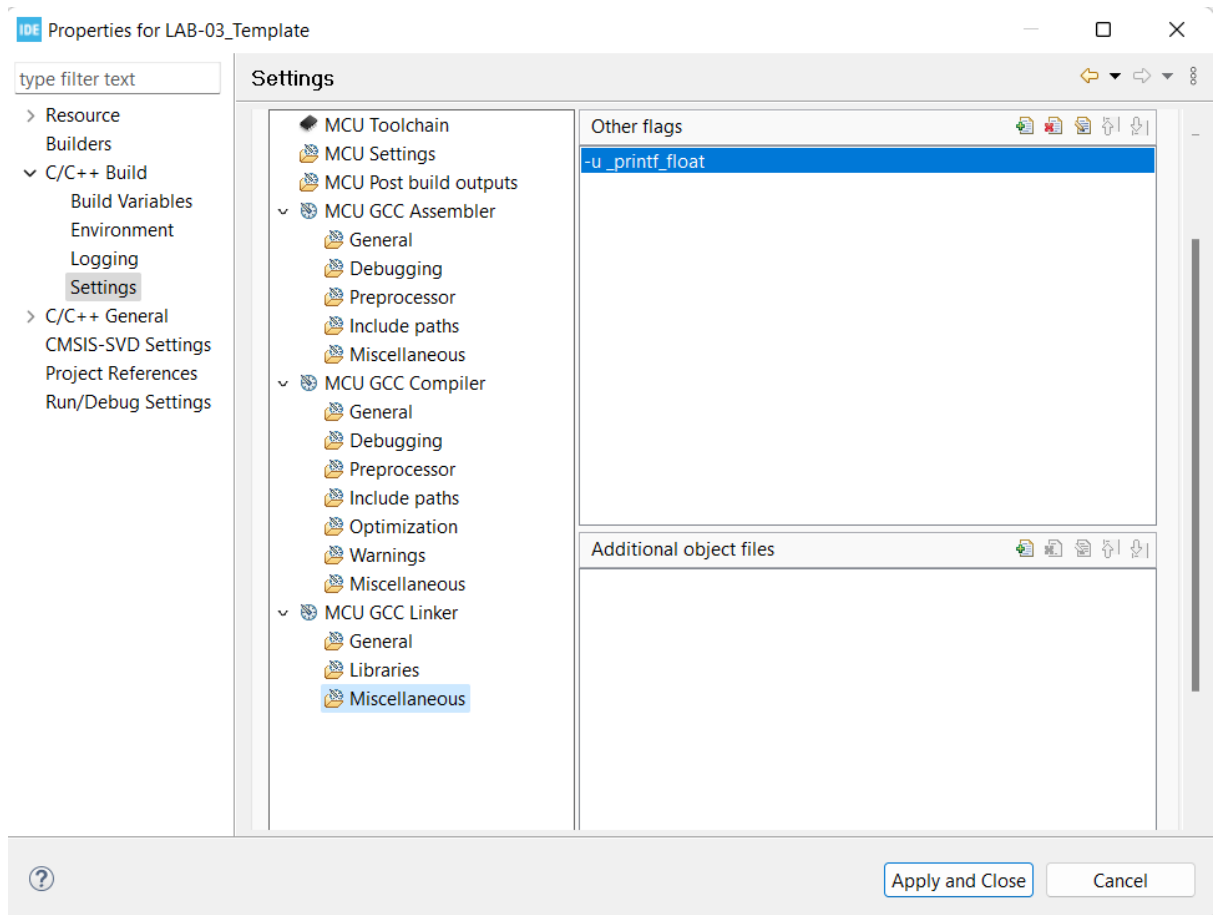 IDE Properties for LAB-03_Template
type filter text
Resource
Builders
C/C++ Build
Build Variables
Environment
Logging
Settings
C/C++ General
CMSIS-SVD Settings
Project References
Run/Debug Settings
Settings
MCU Toolchain
MCU Settings
MCU Post build outputs
MCU GCC Assembler
General
Debugging
Preprocessor
Include paths
Miscellaneous
MCU GCC Compiler
General
Debugging
Preprocessor
Include paths
Optimization
Warnings
Miscellaneous
MCU GCC Linker
General
Libraries
Miscellaneous
Other flags
-u _printf_float
Additional object files
Apply and Close
Cancel